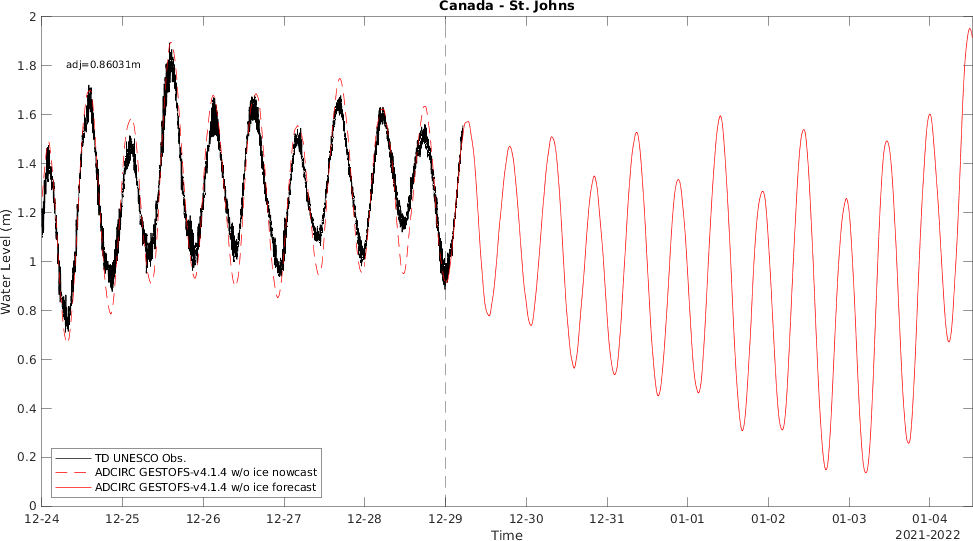 Canada - St. Johns
adj=0.86031m
2
1.8
1.6
1.4
1.2
1
0.8
0.6
0.4
0.2
0
Water Level (m)
TD UNESCO Obs.
ADCIRC GESTOFS-v4.1.4 w/o ice nowcast
ADCIRC GESTOFS-v4.1.4 w/o ice forecast
12-24 12-25 12-26 12-27 12-28 12-29 12-30 12-31 01-01 01-02 01-03 01-04
Time
2021-2022